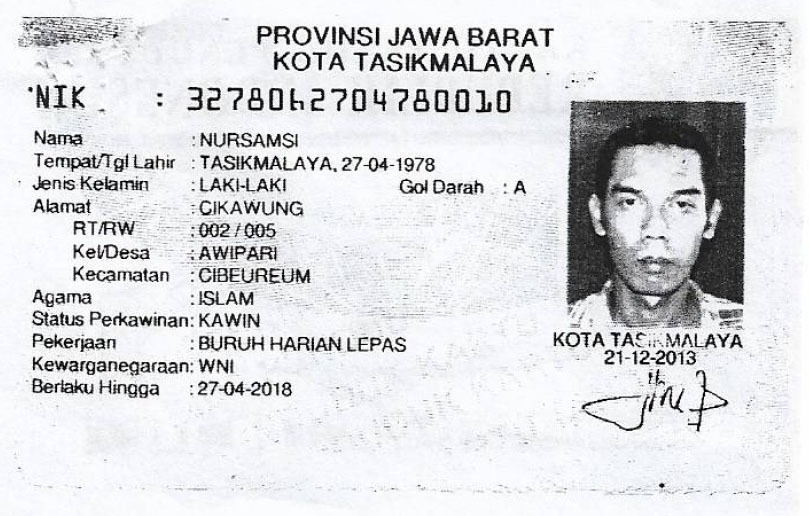 PROVINSI JAWA BARAT
KOTA TASIKMALAYA
NIK : 3278062704780010
Nama : NURSAMSI
Tempat/Tgl Lahir : TASIKMALAYA, 27-04-1978
Jenis Kelamin : LAKI-LAKI Gol Darah : A
Alamat : CIKAWUNG
RT/RW : 002 / 005
Kel/Desa : AWIPARI
Kecamatan : CIBEUREUM
Agama : ISLAM
Status Perkawinan: KAWIN
Pekerjaan : BURUH HARIAN LEPAS
Kewarganegaraan: WNI
Berlaku Hingga : 27-04-2018
KOTA TASIKMALAYA
21-12-2013